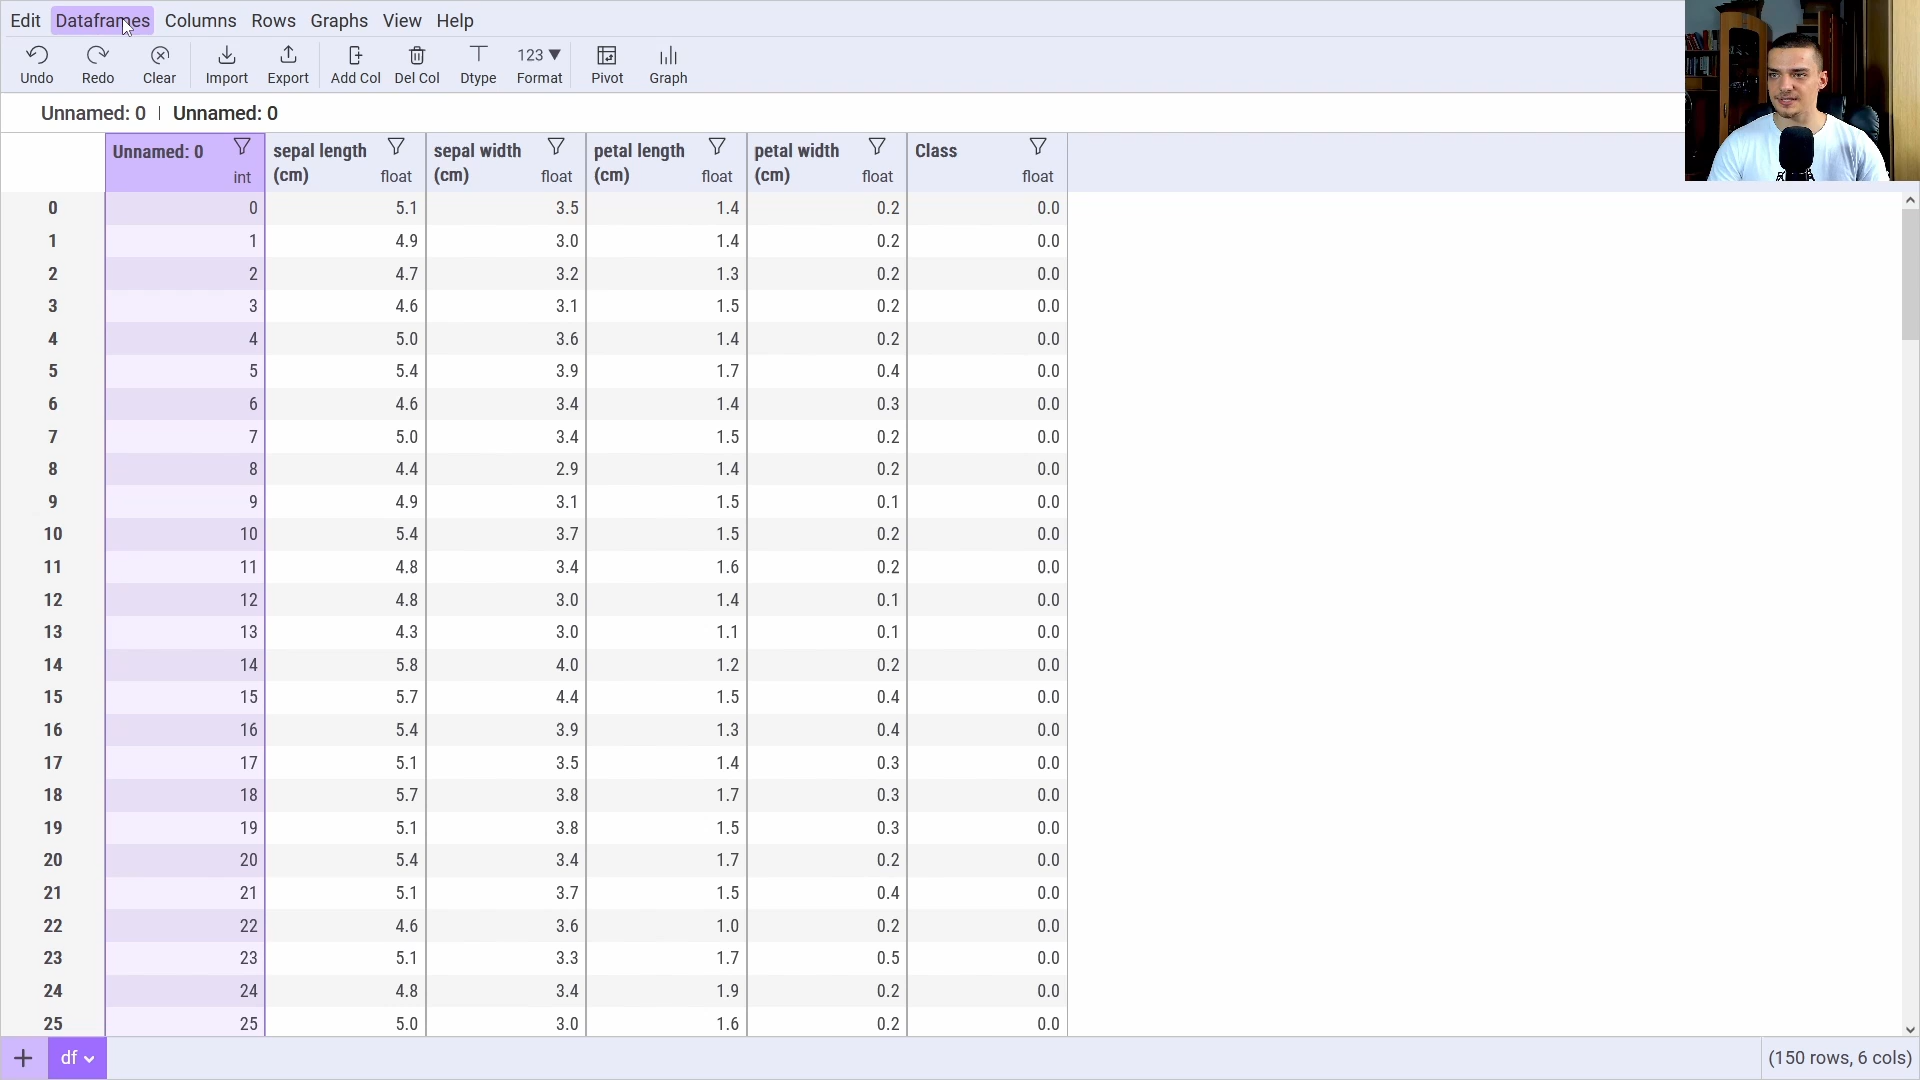 Edit Dataframes Columns Rows Graphs View Help
123
Undo Redo Clear Import Export Add Col Del Col Dtype Format Pivot Graph
Unnamed: 0 | Unnamed: 0
Unnamed: 0 sepal length sepal width petal length petal width Class
(cm) (cm) (cm) (cm)
int float float float float float
0 0 5.1 3.5 1.4 0.2 0.0
1 1 4.9 3.0 1.4 0.2 0.0
2 2 4.7 3.2 1.3 0.2 0.0
3 3 4.6 3.1 1.5 0.2 0.0
4 4 5.0 3.6 1.4 0.2 0.0
5 5 5.4 3.9 1.7 0.4 0.0
6 6 4.6 3.4 1.4 0.3 0.0
7 7 5.0 3.4 1.5 0.2 0.0
8 8 4.4 2.9 1.4 0.2 0.0
9 9 4.9 3.1 1.5 0.1 0.0
10 10 5.4 3.7 1.5 0.2 0.0
11 11 4.8 3.4 1.6 0.2 0.0
12 12 4.8 3.0 1.4 0.1 0.0
13 13 4.3 3.0 1.1 0.1 0.0
14 14 5.8 4.0 1.2 0.2 0.0
15 15 5.7 4.4 1.5 0.4 0.0
16 16 5.4 3.9 1.3 0.4 0.0
17 17 5.1 3.5 1.4 0.3 0.0
18 18 5.7 3.8 1.7 0.3 0.0
19 19 5.1 3.8 1.5 0.3 0.0
20 20 5.4 3.4 1.7 0.2 0.0
21 21 5.1 3.7 1.5 0.4 0.0
22 22 4.6 3.6 1.0 0.2 0.0
23 23 5.1 3.3 1.7 0.5 0.0
24 24 4.8 3.4 1.9 0.2 0.0
25 25 5.0 3.0 1.6 0.2 0.0
+ df (150 rows, 6 cols)